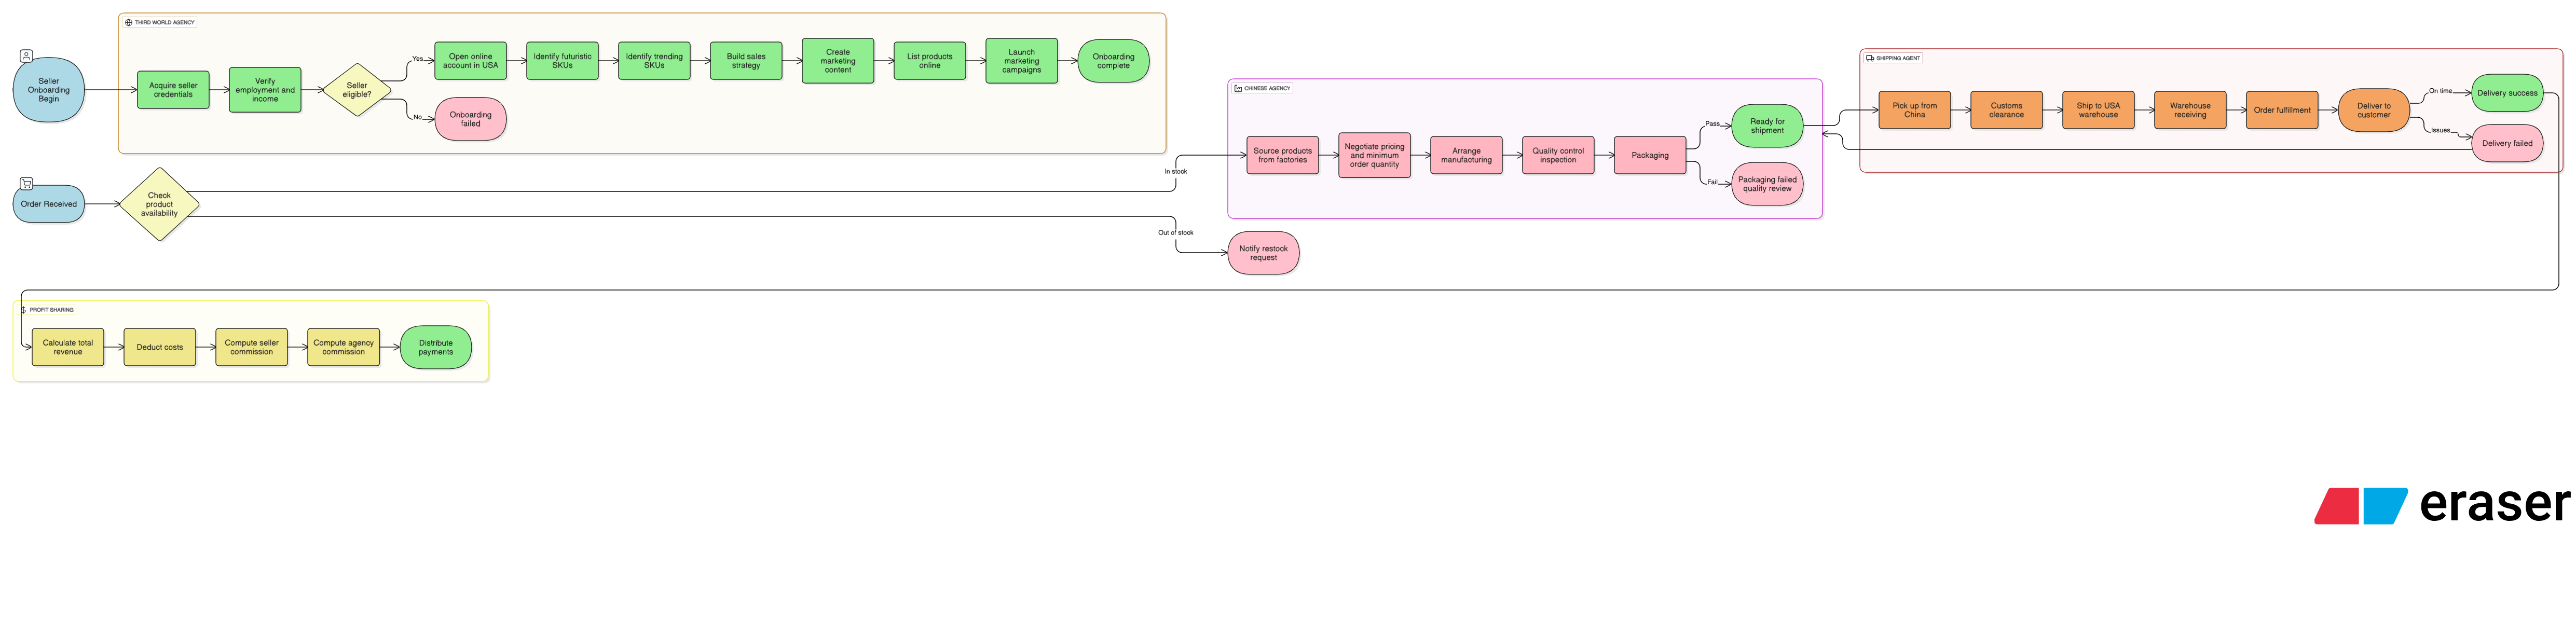 THIRD WORLD AGENCY
Seller
Onboarding
Begin
Acquire seller
credentials
Verify
employment and
income
Seller
eligible?
Yes
No
Open online
account in USA
Identify futuristic
SKUs
Identify trending
SKUs
Build sales
strategy
Create
marketing
content
List products
online
Launch
marketing
campaigns
Onboarding
complete
Onboarding
failed
Order Received
Check
product
availability
In stock
Out of stock
Notify restock
request
CHINESE AGENCY
Source products
from factories
Negotiate pricing
and minimum
order quantity
Arrange
manufacturing
Quality control
inspection
Packaging
Pass
Fail
Ready for
shipment
Packaging failed
quality review
SHIPPING AGENT
Pick up from
China
Customs
clearance
Ship to USA
warehouse
Warehouse
receiving
Order fulfillment
Deliver to
customer
On time
Issues
Delivery success
Delivery failed
PROFIT SHARING
Calculate total
revenue
Deduct costs
Compute seller
commission
Compute agency
commission
Distribute
payments
eraser